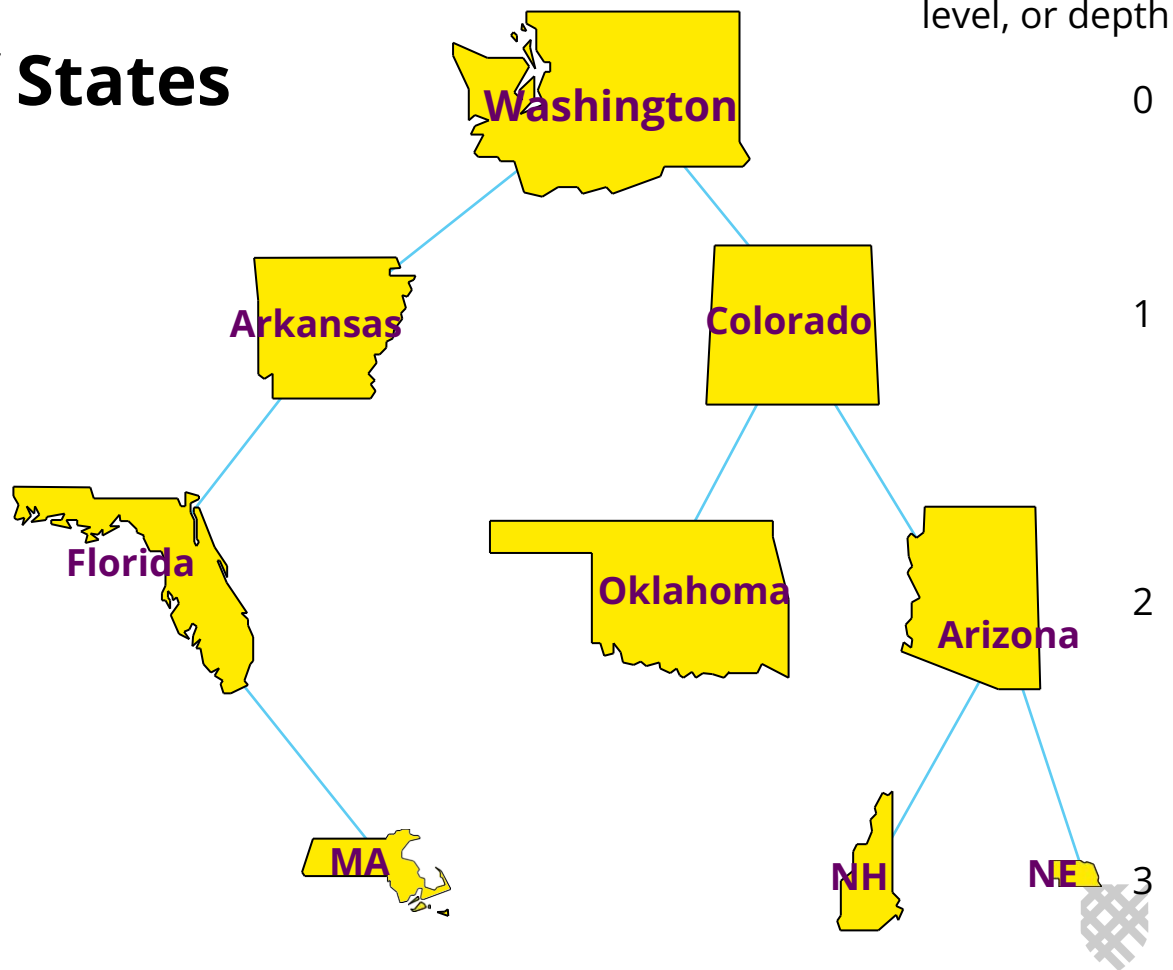 level, or depth
States
0
Washington
Arkansas
Colorado
1
Florida
Oklahoma
2
Arizona
MA
NH
NE
3